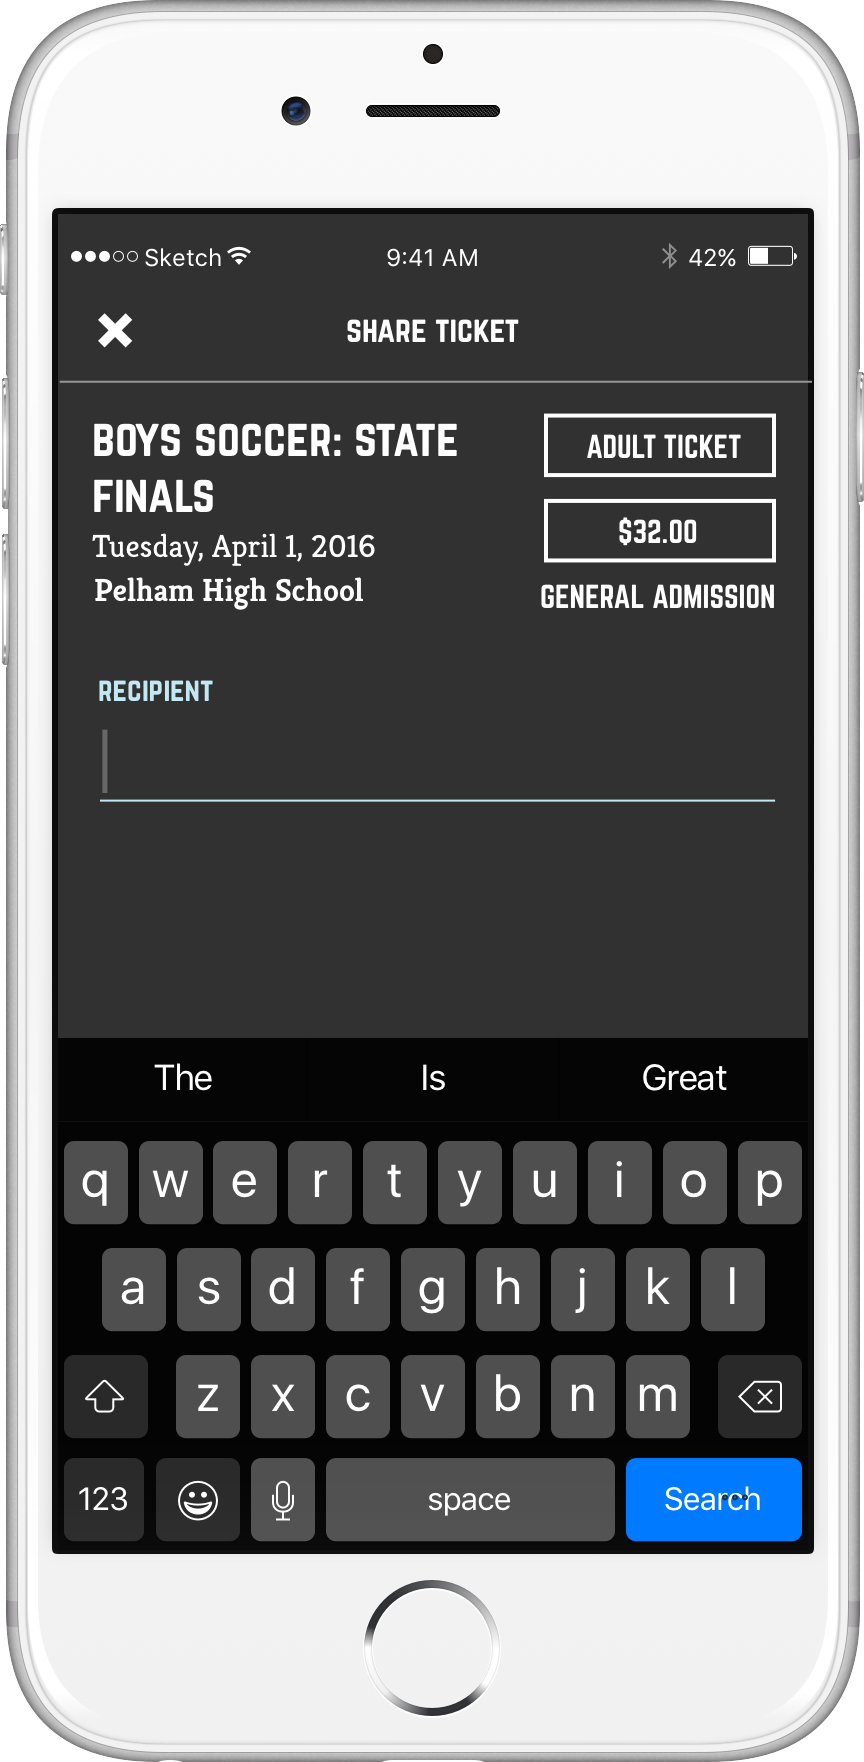 Sketch 9:41 AM 42%
SHARE TICKET
BOYS SOCCER: STATE
FINALS
Tuesday, April 1, 2016
Pelham High School
ADULT TICKET
$32.00
GENERAL ADMISSION
RECIPIENT
The Is Great
q w e r t y u i o p
a s d f g h j k l
z x c v b n m
123 space Search